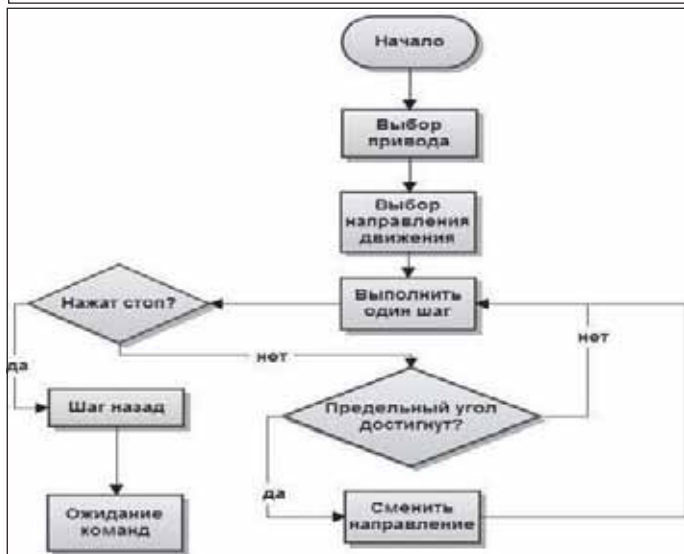 Начало
Выбор
привода
Выбор
направления
движения
Выполнить
один шаг
Нажат стоп?
нет
нет
да
Шаг назад
Предельный угол
достигнут?
да
Ожидание
команд
Сменить
направление